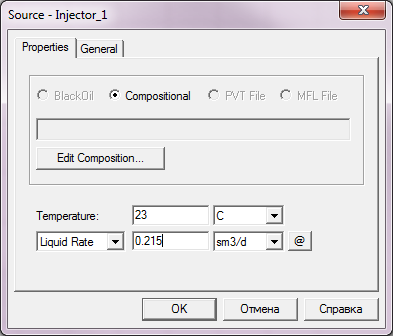 Source - Injector_1
Properties General
BlackOil Compositional PVT File MFL File
Edit Composition...
Temperature: 23 C
Liquid Rate 0.215 sm3/d @
OK Отмена Справка